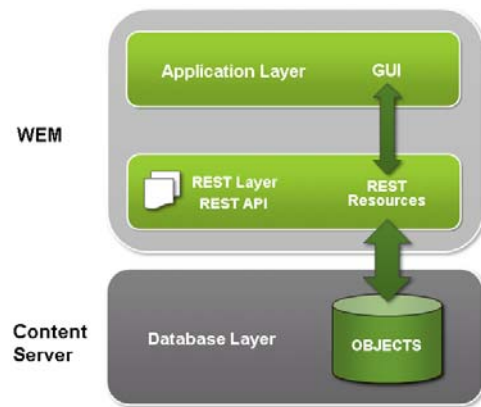 Application Layer
GUI
WEM
REST Layer
REST API
REST
Resources
Content
Server
Database Layer
OBJECTS